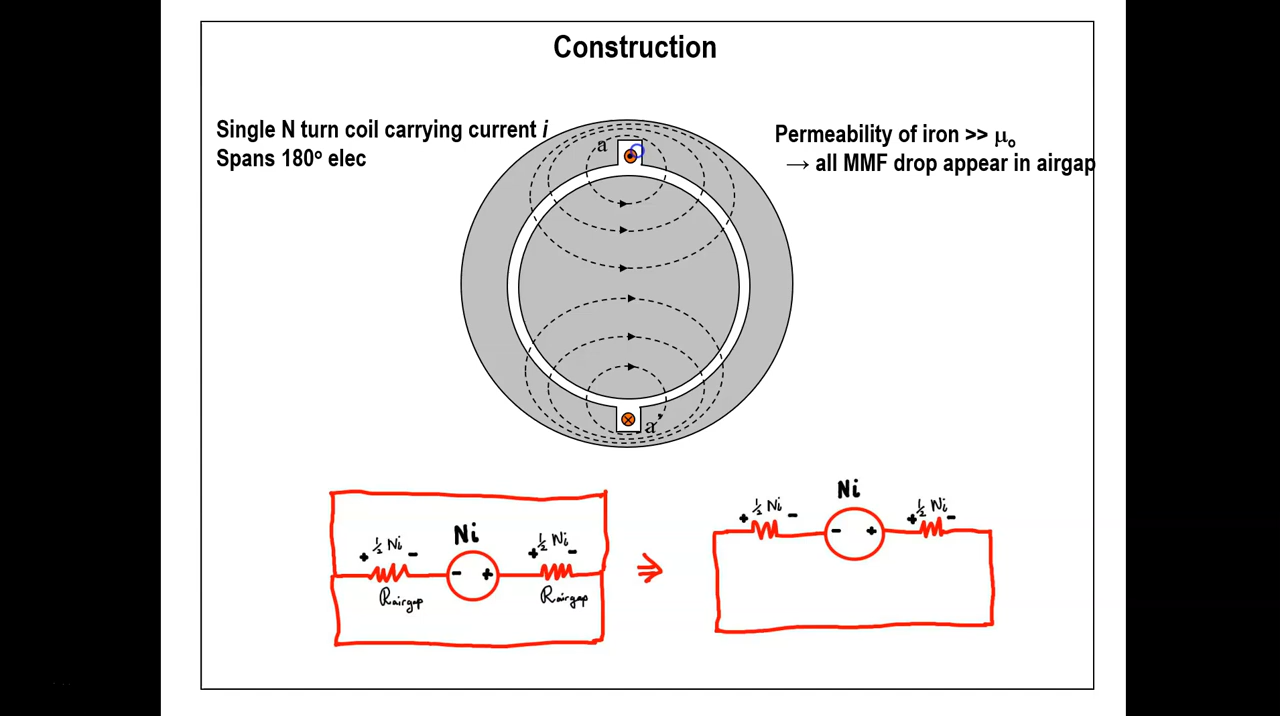 Construction
Single N turn coil carrying current i
Spans 180° elec
Permeability of iron >> μo
→ all MMF drop appear in airgap
a
a'
Ni
+ ½ Ni -
- +
+ ½ Ni -
Rairgap
Rairgap
⇒
Ni
+ ½ Ni -
- +
+ ½ Ni -